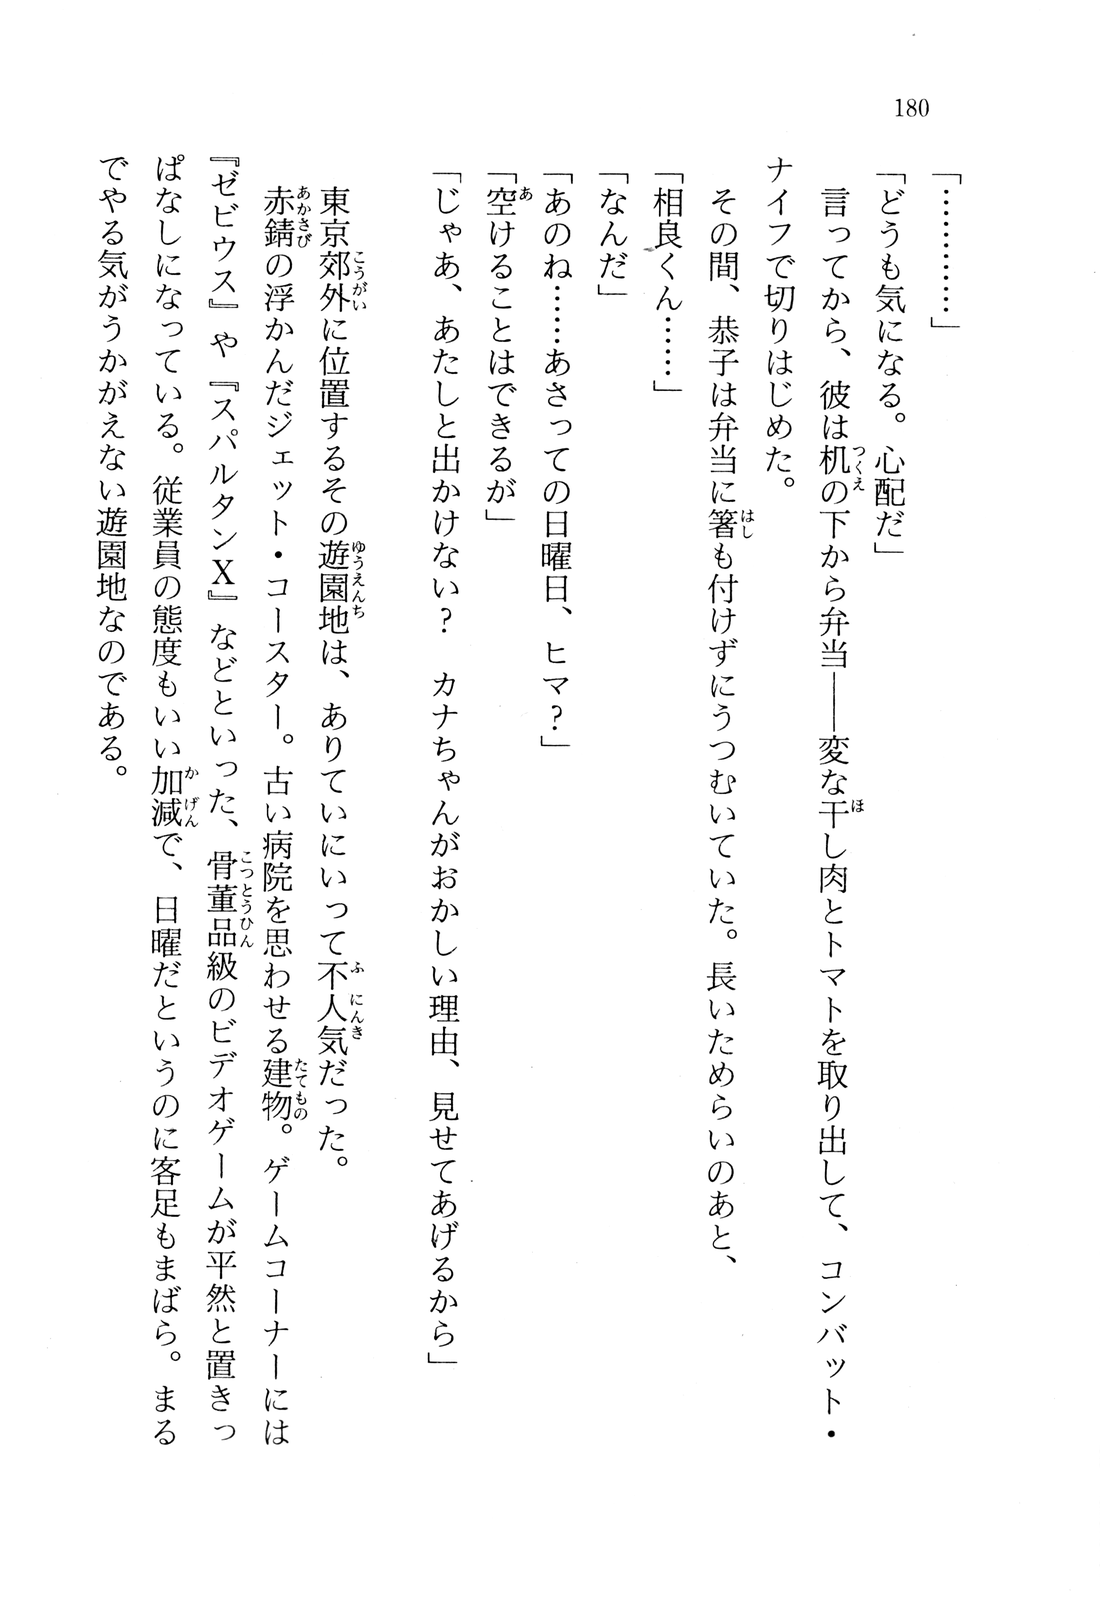 180
「…………」
「どうも気になる。心配だ」
言ってから、彼は机の下から弁当――変な干し肉とトマトを取り出して、コンバット・
ナイフで切りはじめた。
その間、恭子は弁当に箸も付けずにうつむいていた。長いためらいのあと、
「相良くん……」
「なんだ」
「あのね……あさっての日曜日、ヒマ?」
「空けることはできるが」
「じゃあ、あたしと出かけない? カナちゃんがおかしい理由、見せてあげるから」
東京郊外に位置するその遊園地は、ありていにいって不人気だった。
赤錆の浮かんだジェット・コースター。古い病院を思わせる建物。ゲームコーナーには
『ゼビウス』や『スパルタンX』などといった、骨董品級のビデオゲームが平然と置きっ
ぱなしになっている。従業員の態度もいい加減で、日曜だというのに客足もまばら。まる
でやる気がうかがえない遊園地なのである。